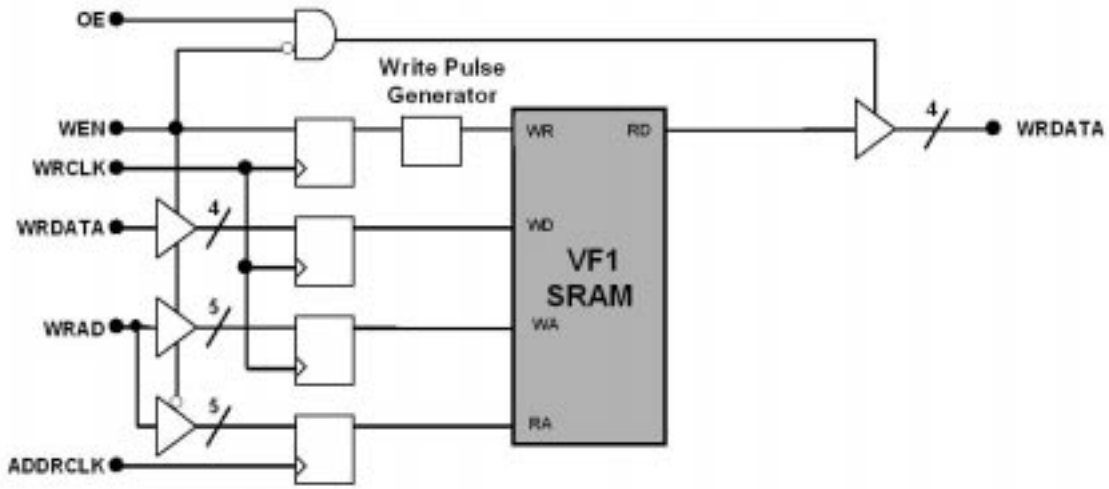 OE
Write Pulse
Generator
4
WEN
WR
RD
WRDATA
WRCLK
4
WRDATA
WD
VF1
SRAM
5
WRAD
WA
5
RA
ADDRCLK